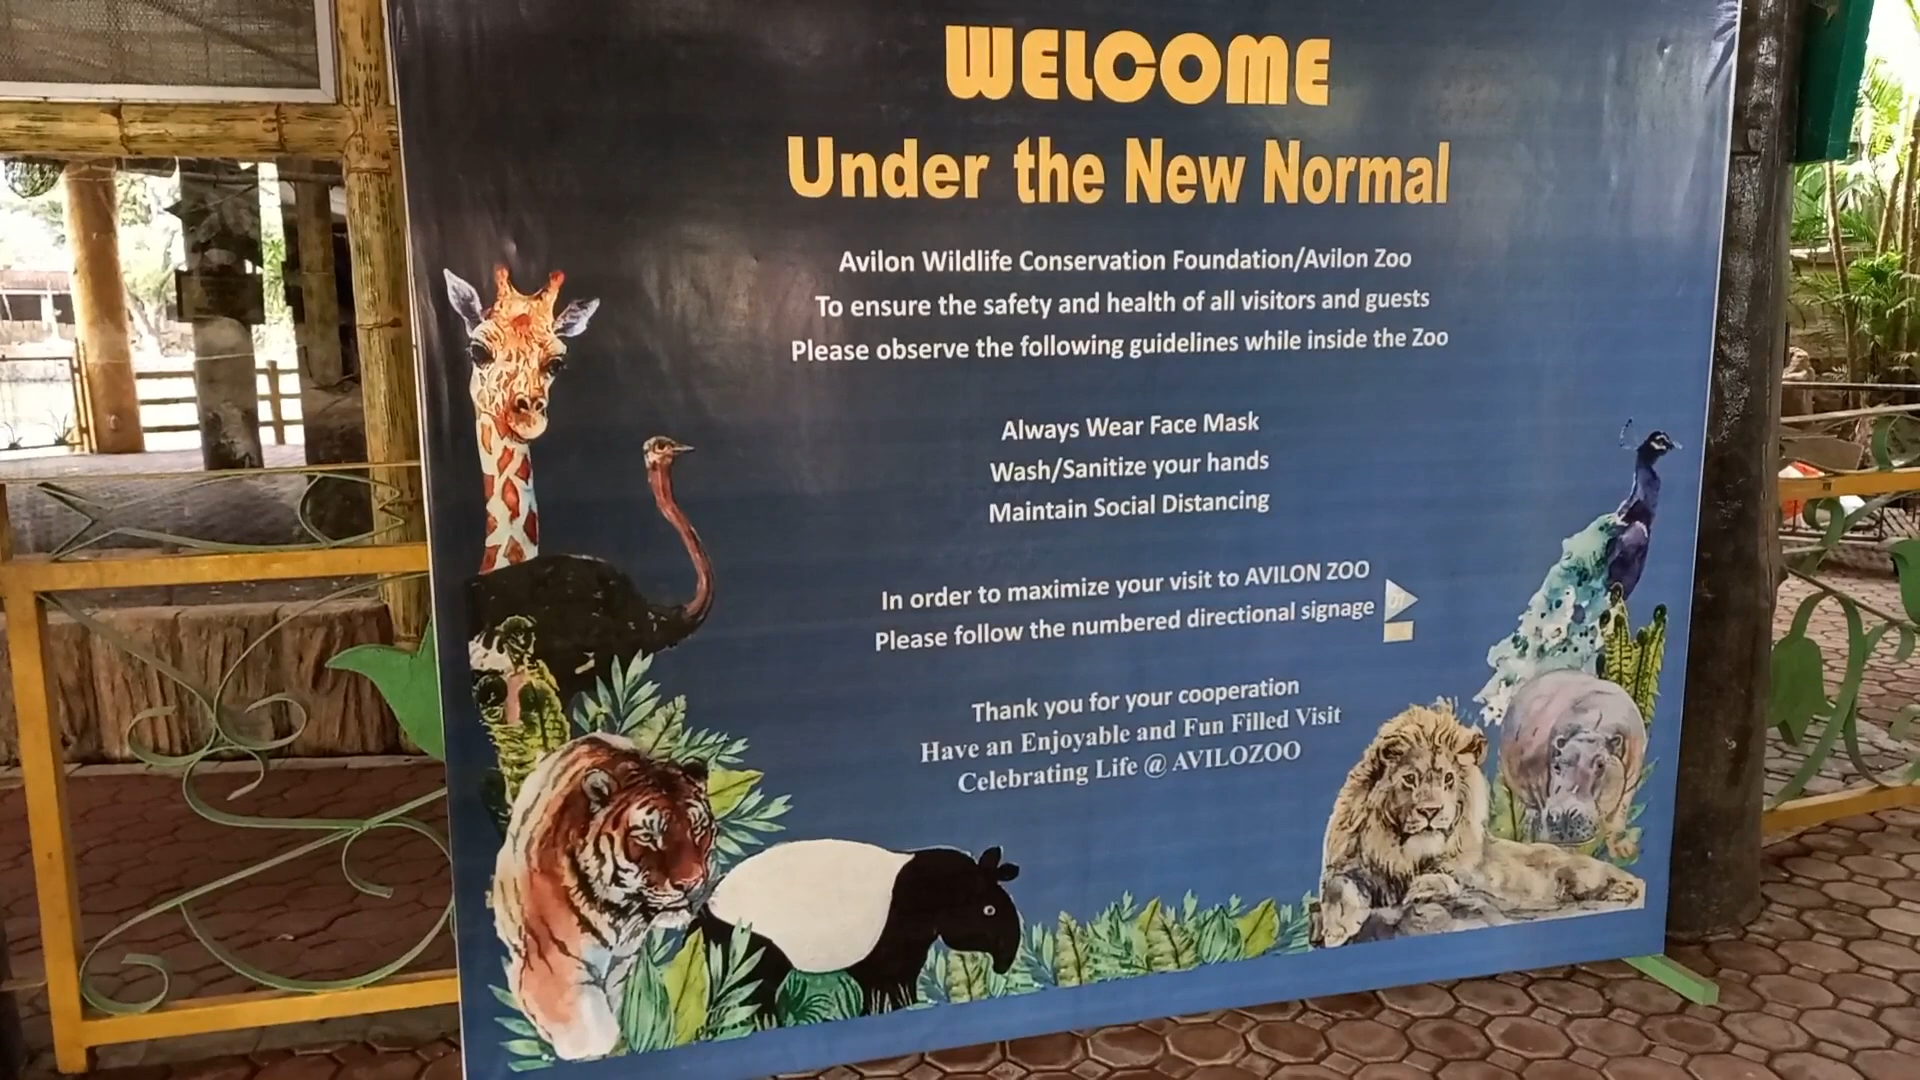 WELCOME
Under the New Normal
Avilon Wildlife Conservation Foundation/Avilon Zoo
To ensure the safety and health of all visitors and guests
Please observe the following guidelines while inside the Zoo
Always Wear Face Mask
Wash/Sanitize your hands
Maintain Social Distancing
In order to maximize your visit to AVILON ZOO
Please follow the numbered directional signage
Thank you for your cooperation
Have an Enjoyable and Fun Filled Visit
Celebrating Life @ AVILOZOO